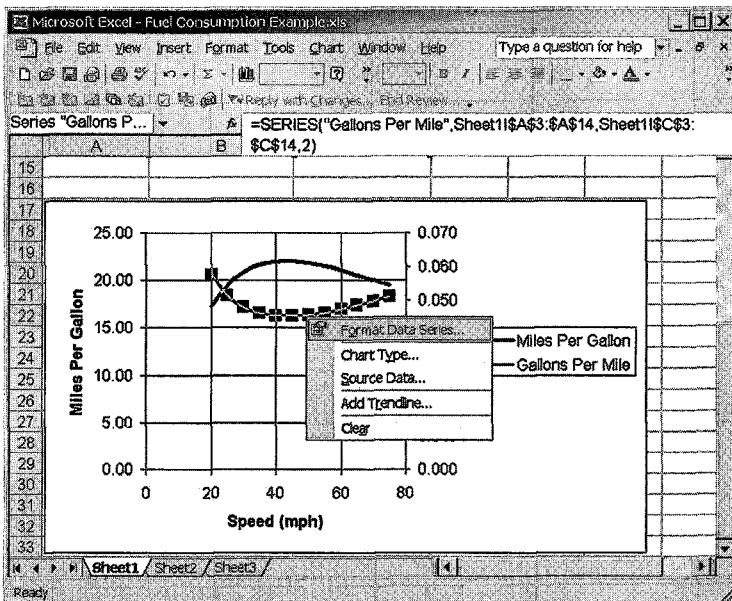 Microsoft Excel - Fuel Consumption Example.xls
File Edit View Insert Format Tools Chart Window Help Type a question for help
Reply with Changes... End Review...
Series "Gallons P... =SERIES("Gallons Per Mile",Sheet1!$A$3:$A$14,Sheet1!$C$3:
$C$14,2)
A B
15
16
17
18
19
20
21
22
23
24
25
26
27
28
29
30
31
32
33
25.00
20.00
15.00
10.00
5.00
0.00
Miles Per Gallon
0.070
0.060
0.050
0.000
Format Data Series...
Chart Type...
Source Data...
Add Trendline...
Clear
Miles Per Gallon
Gallons Per Mile
0 20 40 60 80
Speed (mph)
Sheet1 Sheet2 Sheet3
Ready